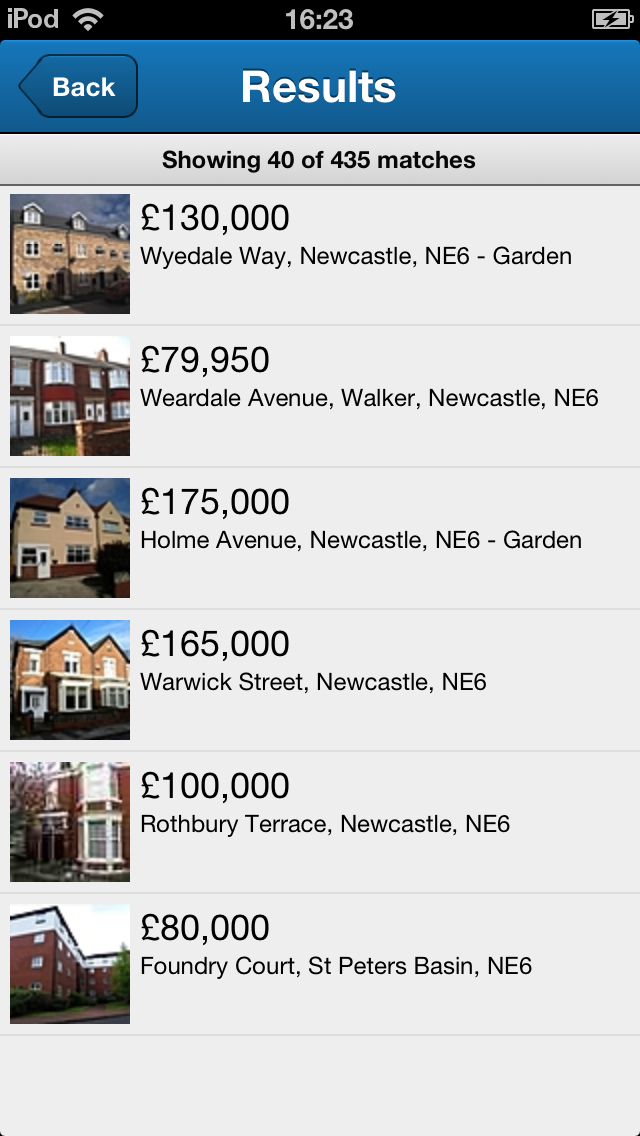 iPod 16:23
Back Results
Showing 40 of 435 matches
£130,000
Wyedale Way, Newcastle, NE6 - Garden
£79,950
Weardale Avenue, Walker, Newcastle, NE6
£175,000
Holme Avenue, Newcastle, NE6 - Garden
£165,000
Warwick Street, Newcastle, NE6
£100,000
Rothbury Terrace, Newcastle, NE6
£80,000
Foundry Court, St Peters Basin, NE6